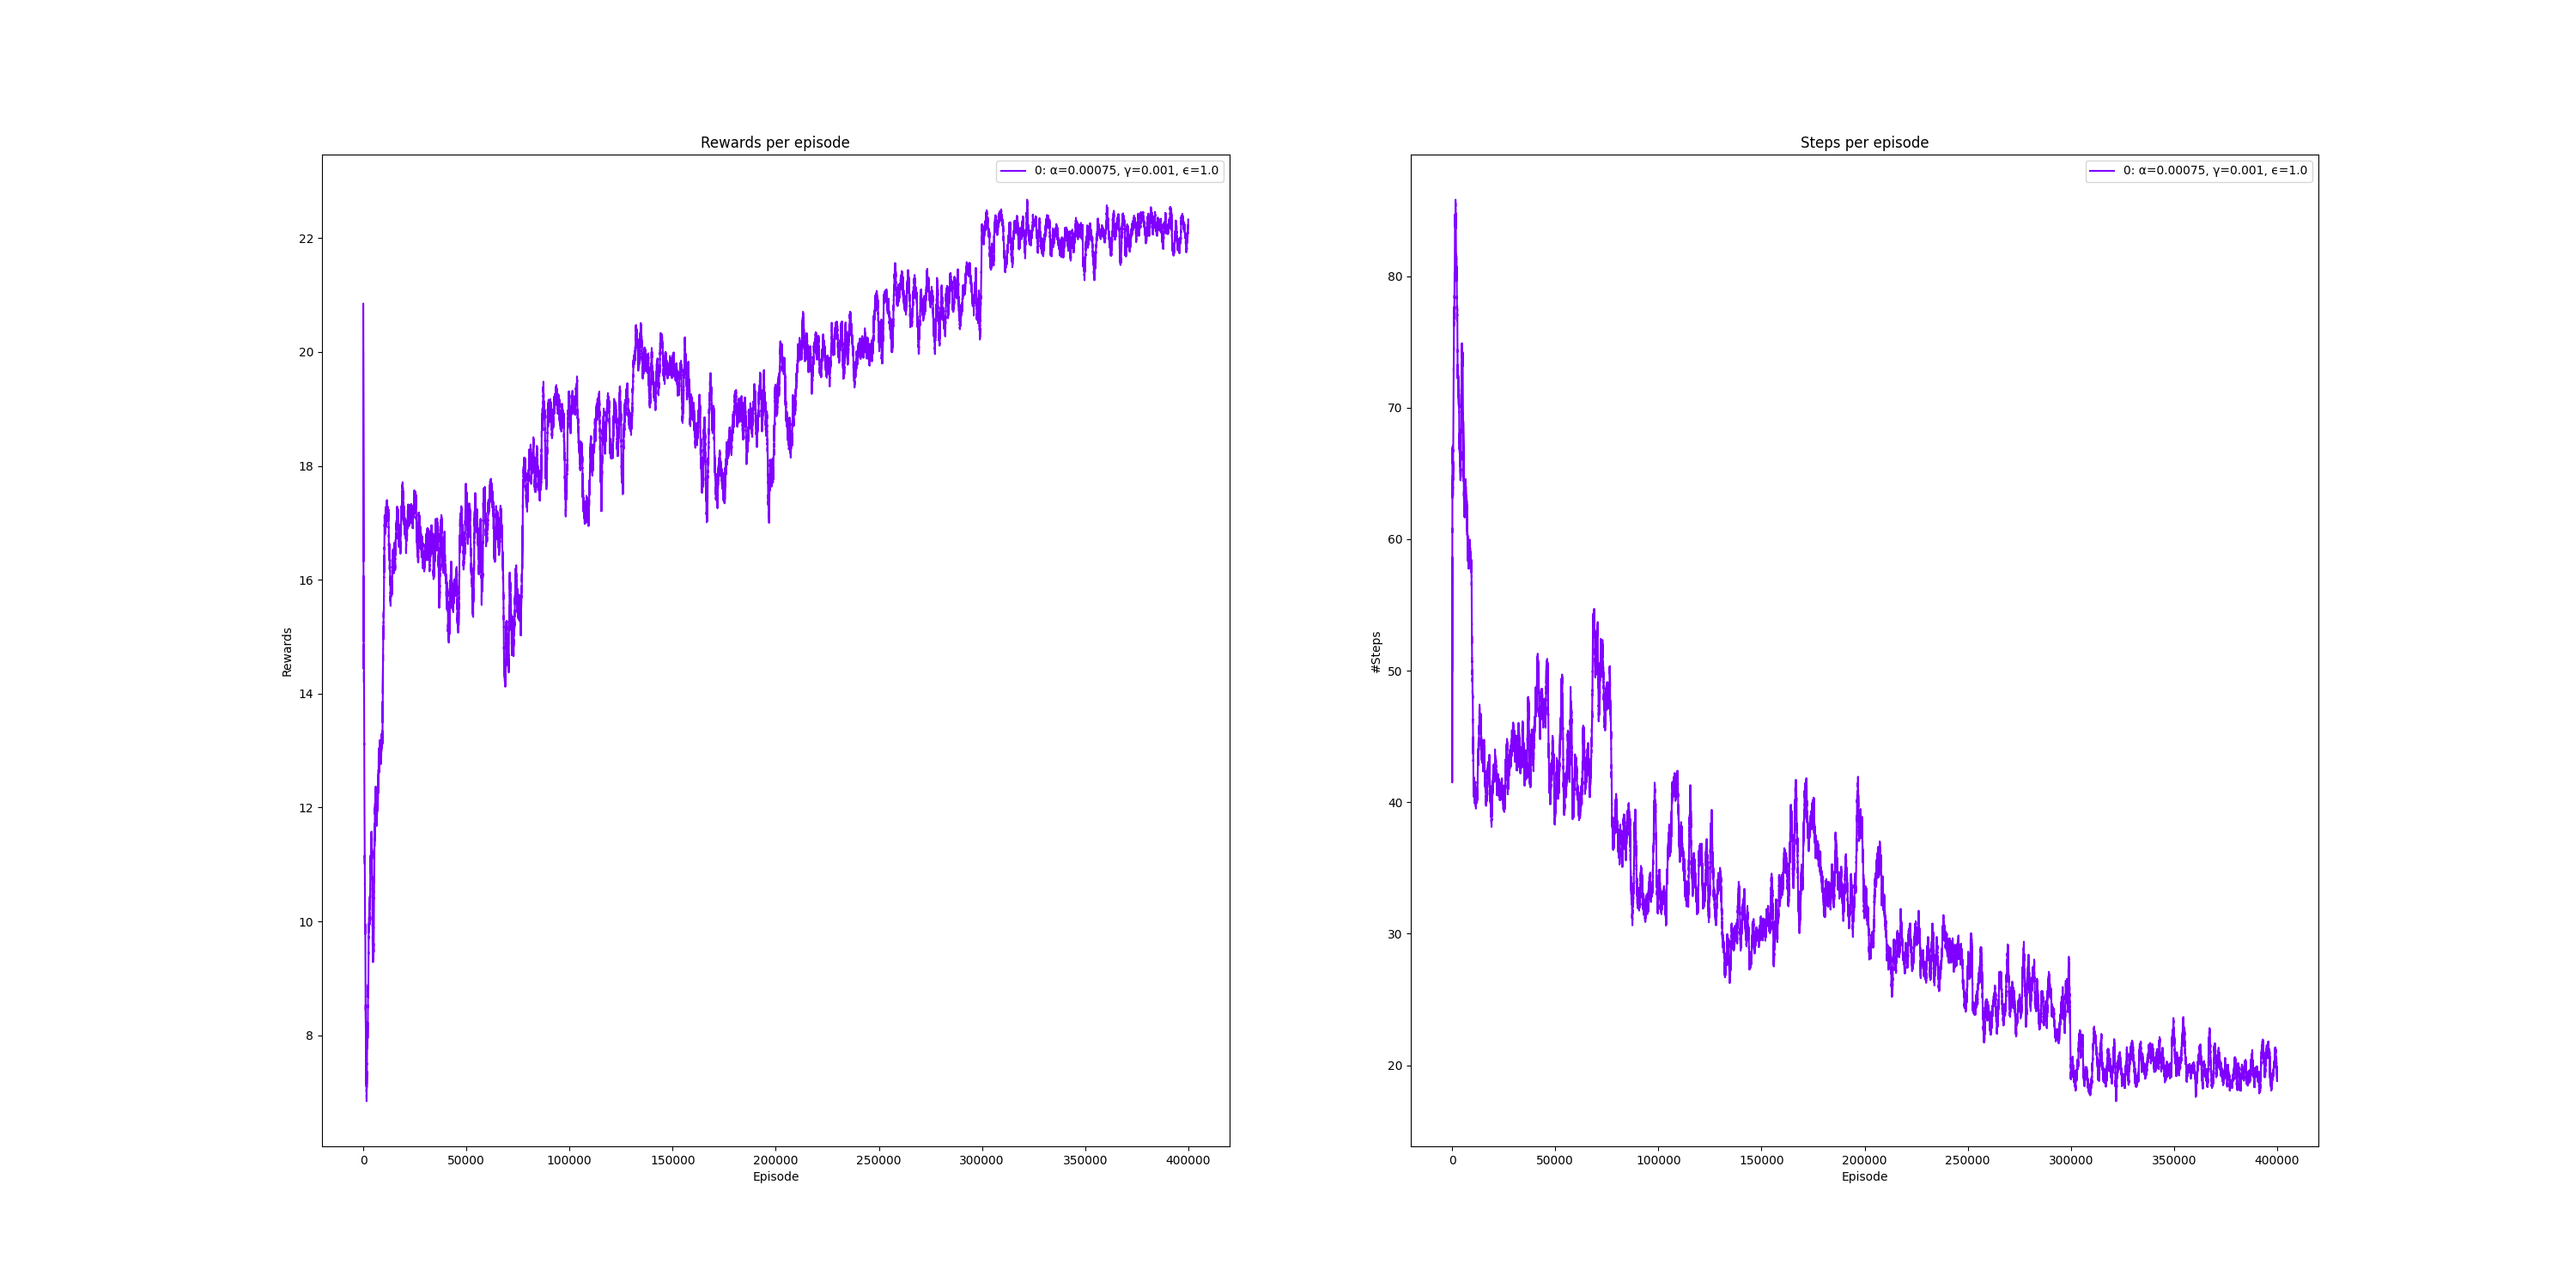 Rewards per episode
0: α=0.00075, γ=0.001, ϵ=1.0
22
20
18
16
14
12
10
8
Rewards
0 50000 100000 150000 200000 250000 300000 350000 400000
Episode
Steps per episode
0: α=0.00075, γ=0.001, ϵ=1.0
80
70
60
50
40
30
20
#Steps
0 50000 100000 150000 200000 250000 300000 350000 400000
Episode